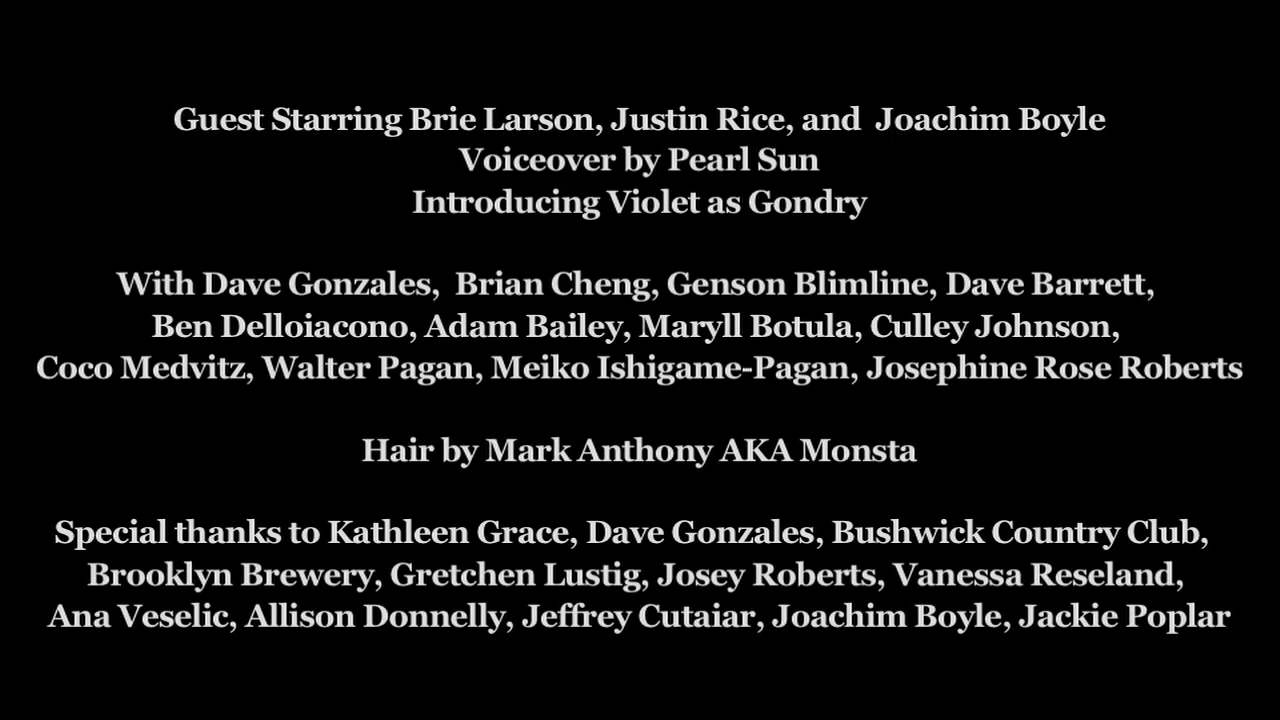 Guest Starring Brie Larson, Justin Rice, and  Joachim Boyle
Voiceover by Pearl Sun
Introducing Violet as Gondry
With Dave Gonzales,  Brian Cheng, Genson Blimline, Dave Barrett,
Ben Delloiacono, Adam Bailey, Maryll Botula, Culley Johnson,
Coco Medvitz, Walter Pagan, Meiko Ishigame-Pagan, Josephine Rose Roberts
Hair by Mark Anthony AKA Monsta
Special thanks to Kathleen Grace, Dave Gonzales, Bushwick Country Club,
Brooklyn Brewery, Gretchen Lustig, Josey Roberts, Vanessa Reseland,
Ana Veselic, Allison Donnelly, Jeffrey Cutaiar, Joachim Boyle, Jackie Poplar